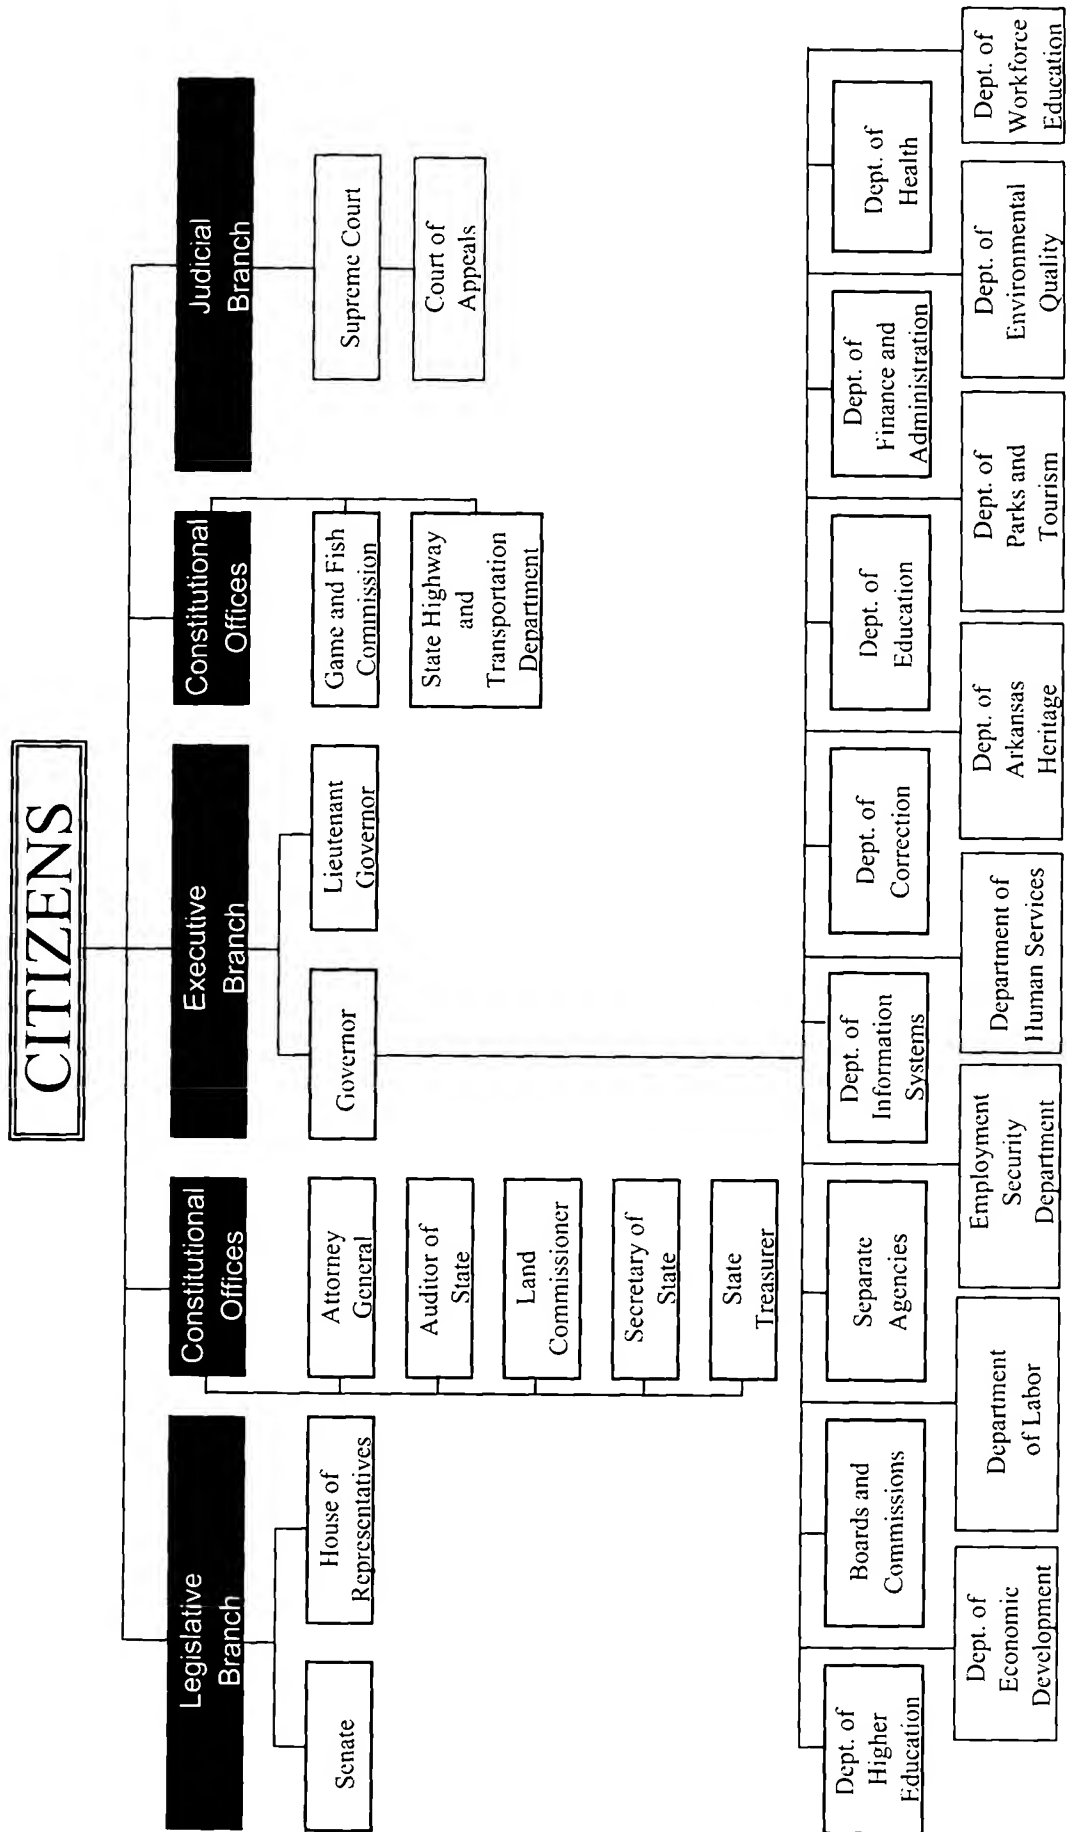 CITIZENS
Legislative
Branch
Constitutional
Offices
Executive
Branch
Constitutional
Offices
Judicial
Branch
Senate
House of
Representatives
Attorney
General
Auditor of
State
Land
Commissioner
Secretary of
State
State
Treasurer
Governor
Lieutenant
Governor
Game and Fish
Commission
State Highway
and
Transportation
Department
Supreme Court
Court of
Appeals
Dept. of
Higher
Education
Boards and
Commissions
Separate
Agencies
Dept. of
Information
Systems
Dept. of
Correction
Dept. of
Education
Dept. of
Finance and
Administration
Dept. of
Health
Dept. of
Economic
Development
Department
of Labor
Employment
Security
Department
Department of
Human Services
Dept. of
Arkansas
Heritage
Dept. of
Parks and
Tourism
Dept. of
Environmental
Quality
Dept. of
Workforce
Education